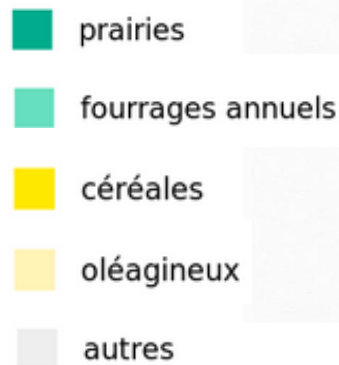 prairies
fourrages annuels
céréales
oléagineux
autres